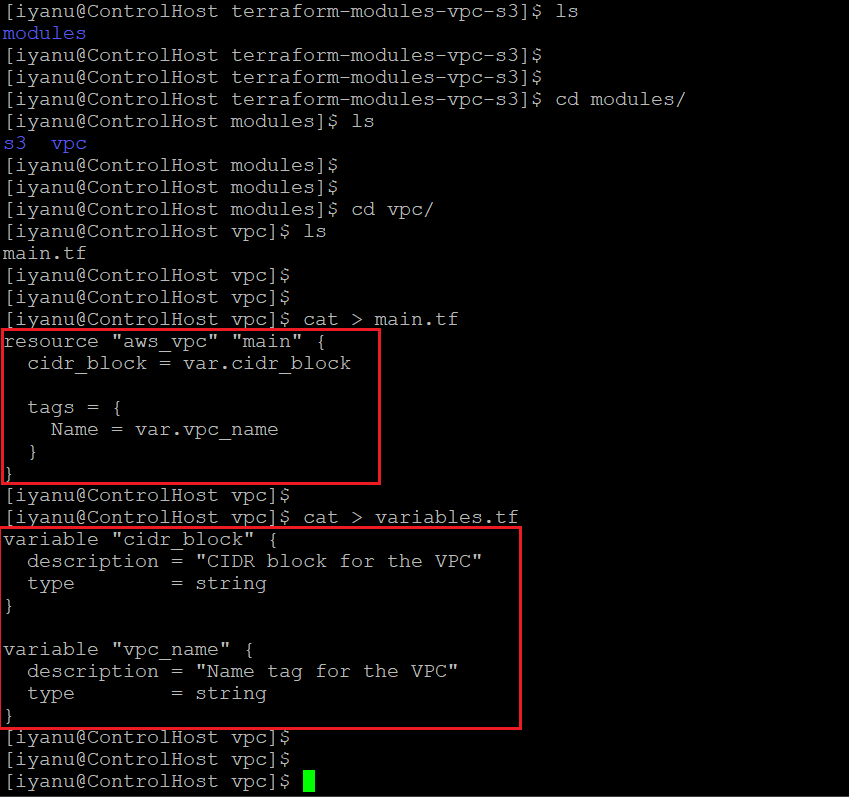 [iyanu@ControlHost terraform-modules-vpc-s3]$ ls
modules
[iyanu@ControlHost terraform-modules-vpc-s3]$
[iyanu@ControlHost terraform-modules-vpc-s3]$
[iyanu@ControlHost terraform-modules-vpc-s3]$ cd modules/
[iyanu@ControlHost modules]$ ls
s3  vpc
[iyanu@ControlHost modules]$
[iyanu@ControlHost modules]$
[iyanu@ControlHost modules]$ cd vpc/
[iyanu@ControlHost vpc]$ ls
main.tf
[iyanu@ControlHost vpc]$
[iyanu@ControlHost vpc]$
[iyanu@ControlHost vpc]$ cat > main.tf
resource "aws_vpc" "main" {
  cidr_block = var.cidr_block

  tags = {
    Name = var.vpc_name
  }
}
[iyanu@ControlHost vpc]$
[iyanu@ControlHost vpc]$ cat > variables.tf
variable "cidr_block" {
  description = "CIDR block for the VPC"
  type        = string
}

variable "vpc_name" {
  description = "Name tag for the VPC"
  type        = string
}
[iyanu@ControlHost vpc]$
[iyanu@ControlHost vpc]$
[iyanu@ControlHost vpc]$